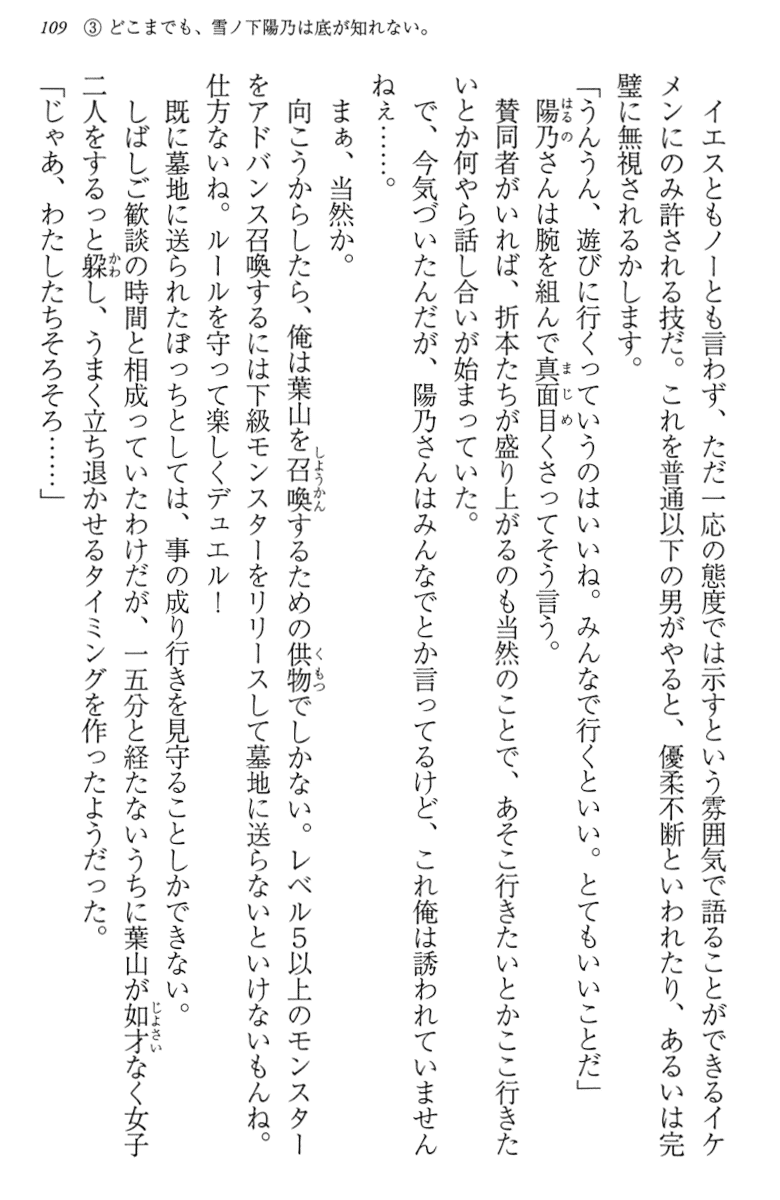 109　③ どこまでも、雪ノ下陽乃は底が知れない。
　イエスともノーとも言わず、ただ一応の態度では示すという雰囲気で語ることができるイケ
メンにのみ許される技だ。これを普通以下の男がやると、優柔不断といわれたり、あるいは完
璧に無視されるかします。
「うんうん、遊びに行くっていうのはいいね。みんなで行くといい。とてもいいことだ」
　陽乃さんは腕を組んで真面目くさってそう言う。
　賛同者がいれば、折本たちが盛り上がるのも当然のことで、あそこ行きたいとかここ行きた
いとか何やら話し合いが始まっていた。
　で、今気づいたんだが、陽乃さんはみんなでとか言ってるけど、これ俺は誘われていません
ねぇ……。
　まぁ、当然か。
　向こうからしたら、俺は葉山を召喚するための供物でしかない。レベル５以上のモンスター
をアドバンス召喚するには下級モンスターをリリースして墓地に送らないといけないもんね。
仕方ないね。ルールを守って楽しくデュエル！
　既に墓地に送られたぼっちとしては、事の成り行きを見守ることしかできない。
　しばしご歓談の時間と相成っていたわけだが、一五分と経たないうちに葉山が如才なく女子
二人をするっと躱し、うまく立ち退かせるタイミングを作ったようだった。
「じゃあ、わたしたちそろそろ……」